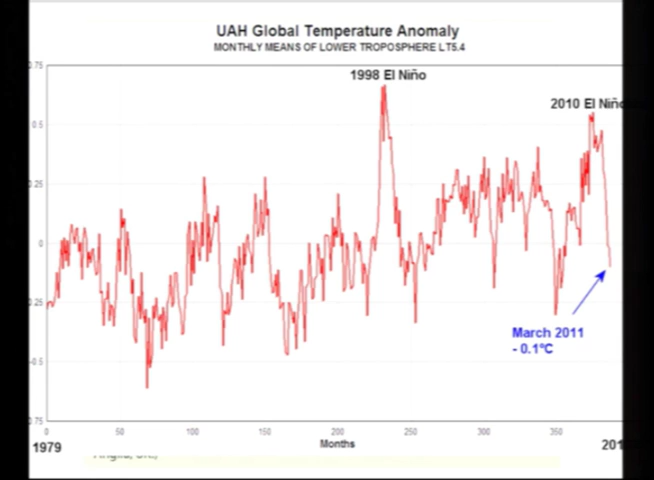 UAH Global Temperature Anomaly
MONTHLY MEANS OF LOWER TROPOSPHERE LT5.4
0.75
1998 El Niño
2010 El Niño
0.5
0.25
0
0.25
March 2011
- 0.1ºC
0.5
0.75
0 50 100 150 200 250 300 350
1979 Months 201